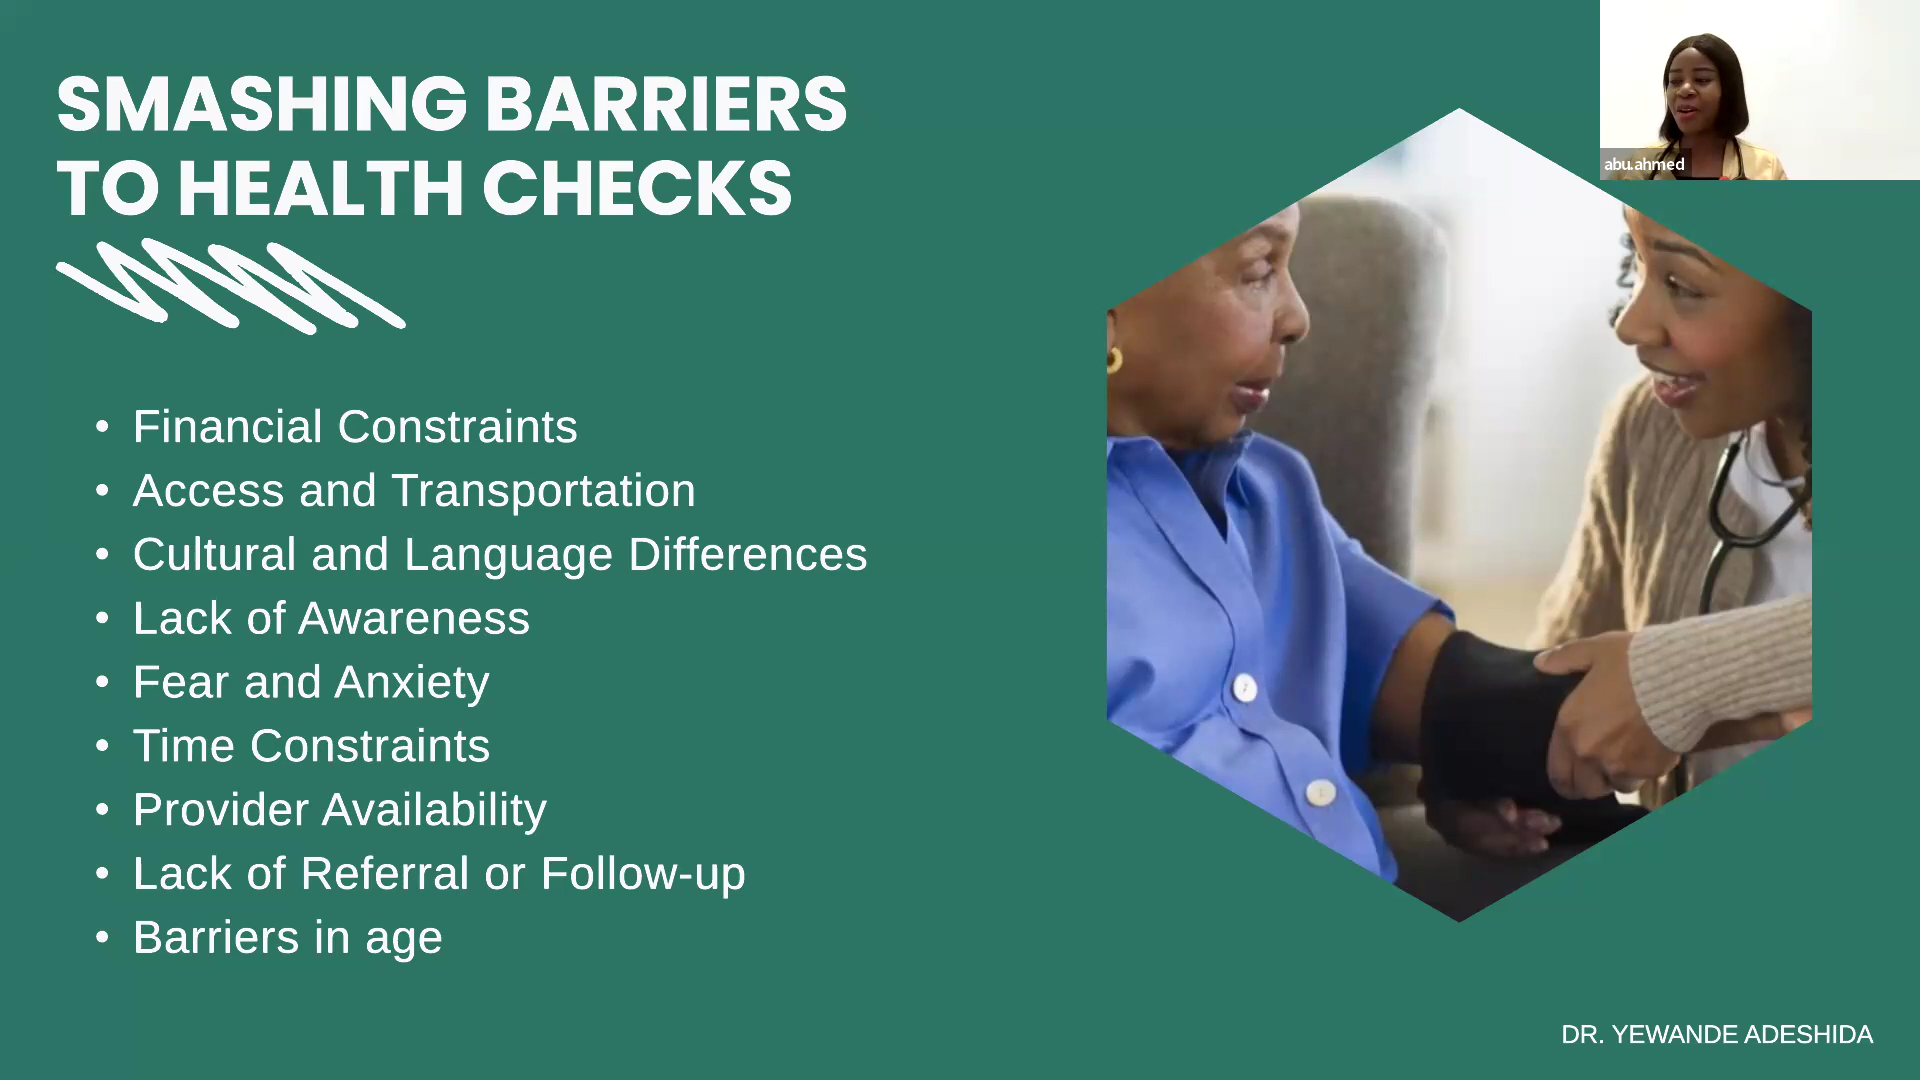 SMASHING BARRIERS
TO HEALTH CHECKS
• Financial Constraints
• Access and Transportation
• Cultural and Language Differences
• Lack of Awareness
• Fear and Anxiety
• Time Constraints
• Provider Availability
• Lack of Referral or Follow-up
• Barriers in age
abu.ahmed
DR. YEWANDE ADESHIDA